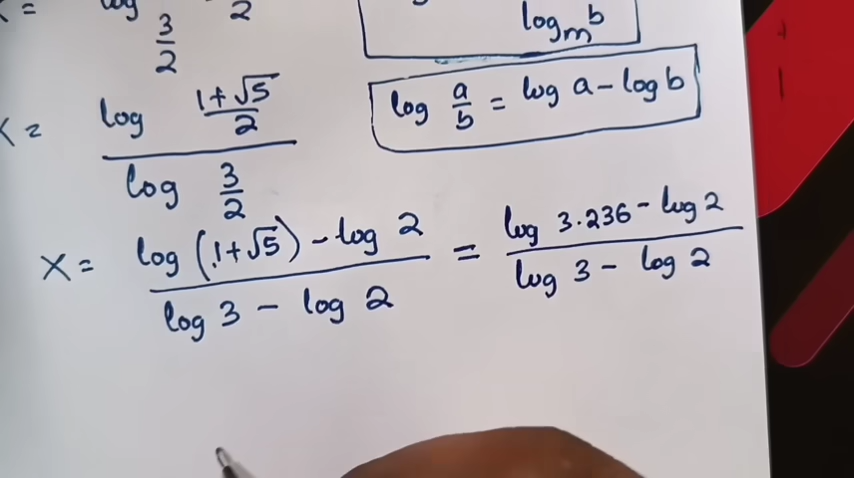 x = log 3/2 2
log_m b
x = log (1+√5)/2 / log 3/2
log a/b = log a - log b
x = (log (1+√5) - log 2) / (log 3 - log 2) = (log 3.236 - log 2) / (log 3 - log 2)